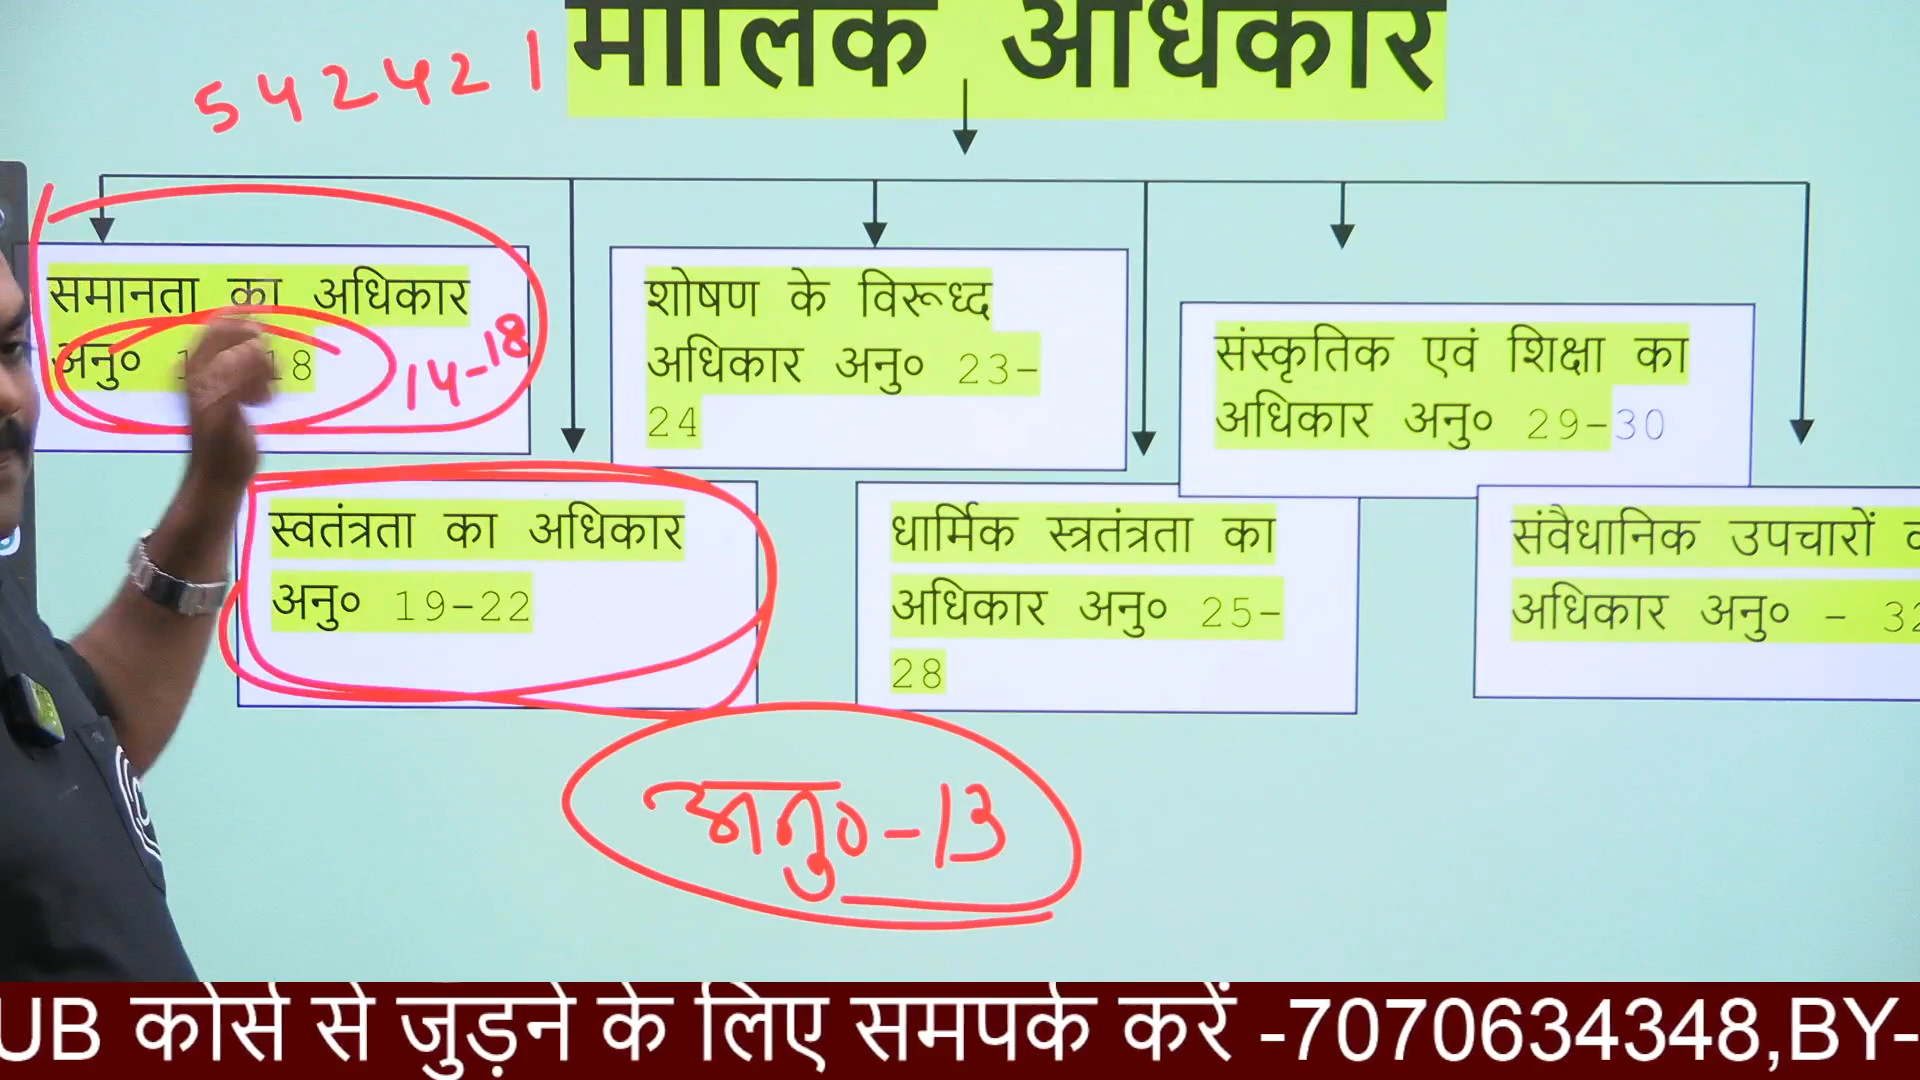 मौलिक अधिकार
542421
समानता का अधिकार
अनु० 18
14-18
शोषण के विरूध्द
अधिकार अनु० 23-
24
संस्कृतिक एवं शिक्षा का
अधिकार अनु० 29-30
स्वतंत्रता का अधिकार
अनु० 19-22
धार्मिक स्त्रतंत्रता का
अधिकार अनु० 25-
28
संवैधानिक उपचारों
अधिकार अनु० - 32
अनु०-13
UB कोर्स से जुड़ने के लिए समपर्क करें -7070634348,BY-